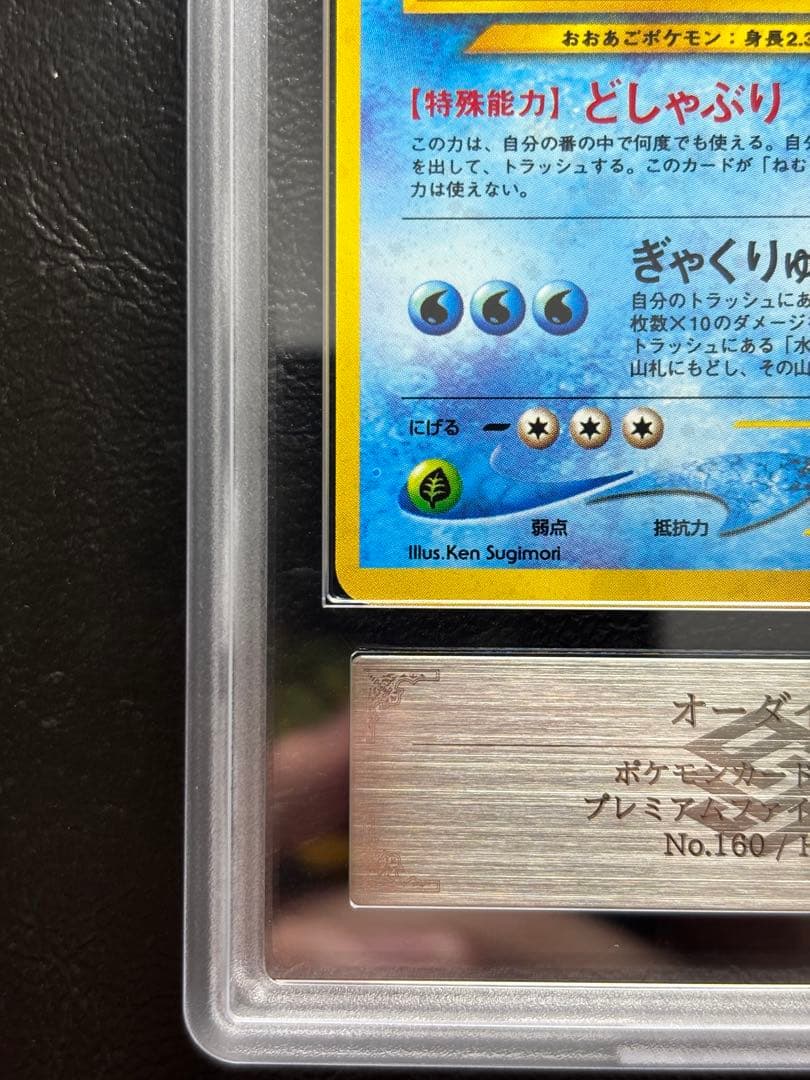 おおあごポケモン：身長2.3
【特殊能力】どしゃぶり
この力は、自分の番の中で何度でも使える。自分
を出して、トラッシュする。このカードが「ねむ
力は使えない。
ぎゃくりゅ
自分のトラッシュにあ
枚数×10のダメージ
トラッシュにある「水
山札にもどし、その山
にげる
弱点 抵抗力
Illus.Ken Sugimori
オーダイ
ポケモンカード
プレミアムファイ
No.160 / H